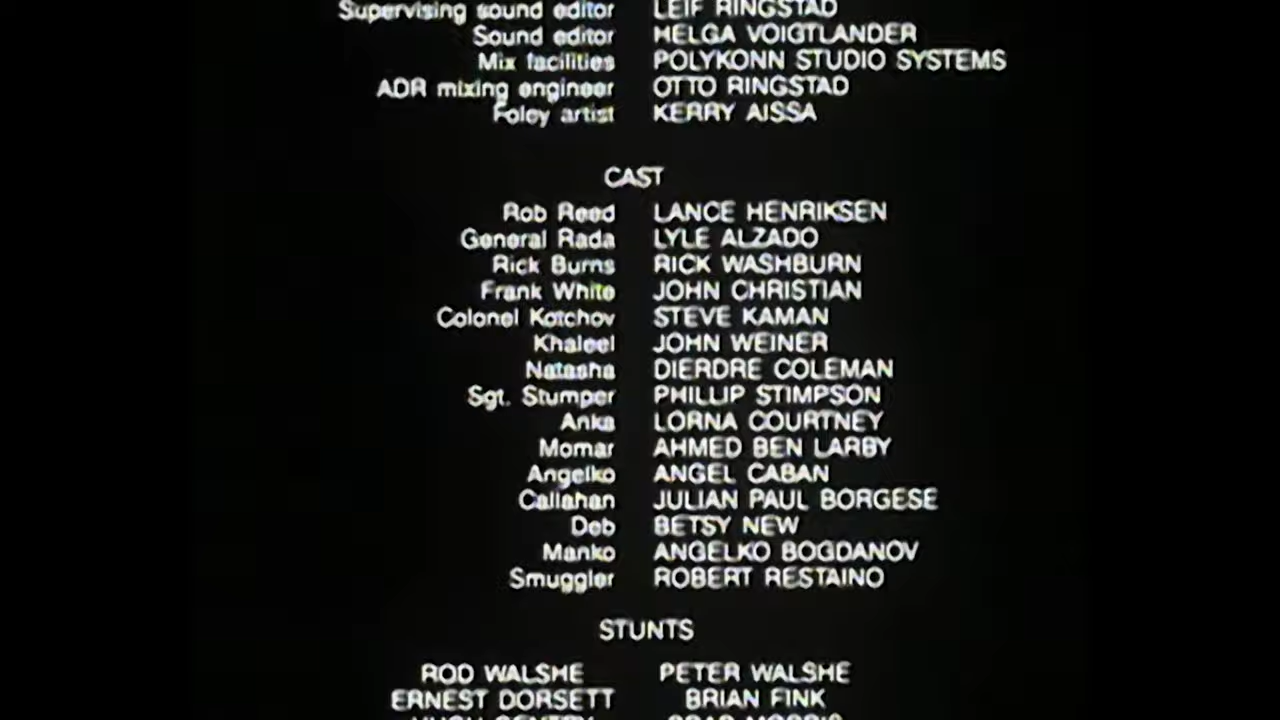 Supervising sound editor LEIF RINGSTAD
Sound editor HELGA VOIGTLANDER
Mix facilities POLYKONN STUDIO SYSTEMS
ADR mixing engineer OTTO RINGSTAD
Foley artist KERRY AISSA
CAST
Rob Reed LANCE HENRIKSEN
General Rada LYLE ALZADO
Rick Burns RICK WASHBURN
Frank White JOHN CHRISTIAN
Colonel Kotchov STEVE KAMAN
Khaleel JOHN WEINER
Natasha DIERDRE COLEMAN
Sgt. Stumper PHILLIP STIMPSON
Anka LORNA COURTNEY
Momar AHMED BEN LARBY
Angelko ANGEL CABAN
Callahan JULIAN PAUL BORGESE
Deb BETSY NEW
Manko ANGELKO BOGDANOV
Smuggler ROBERT RESTAINO
STUNTS
ROD WALSHE PETER WALSHE
ERNEST DORSETT BRIAN FINK